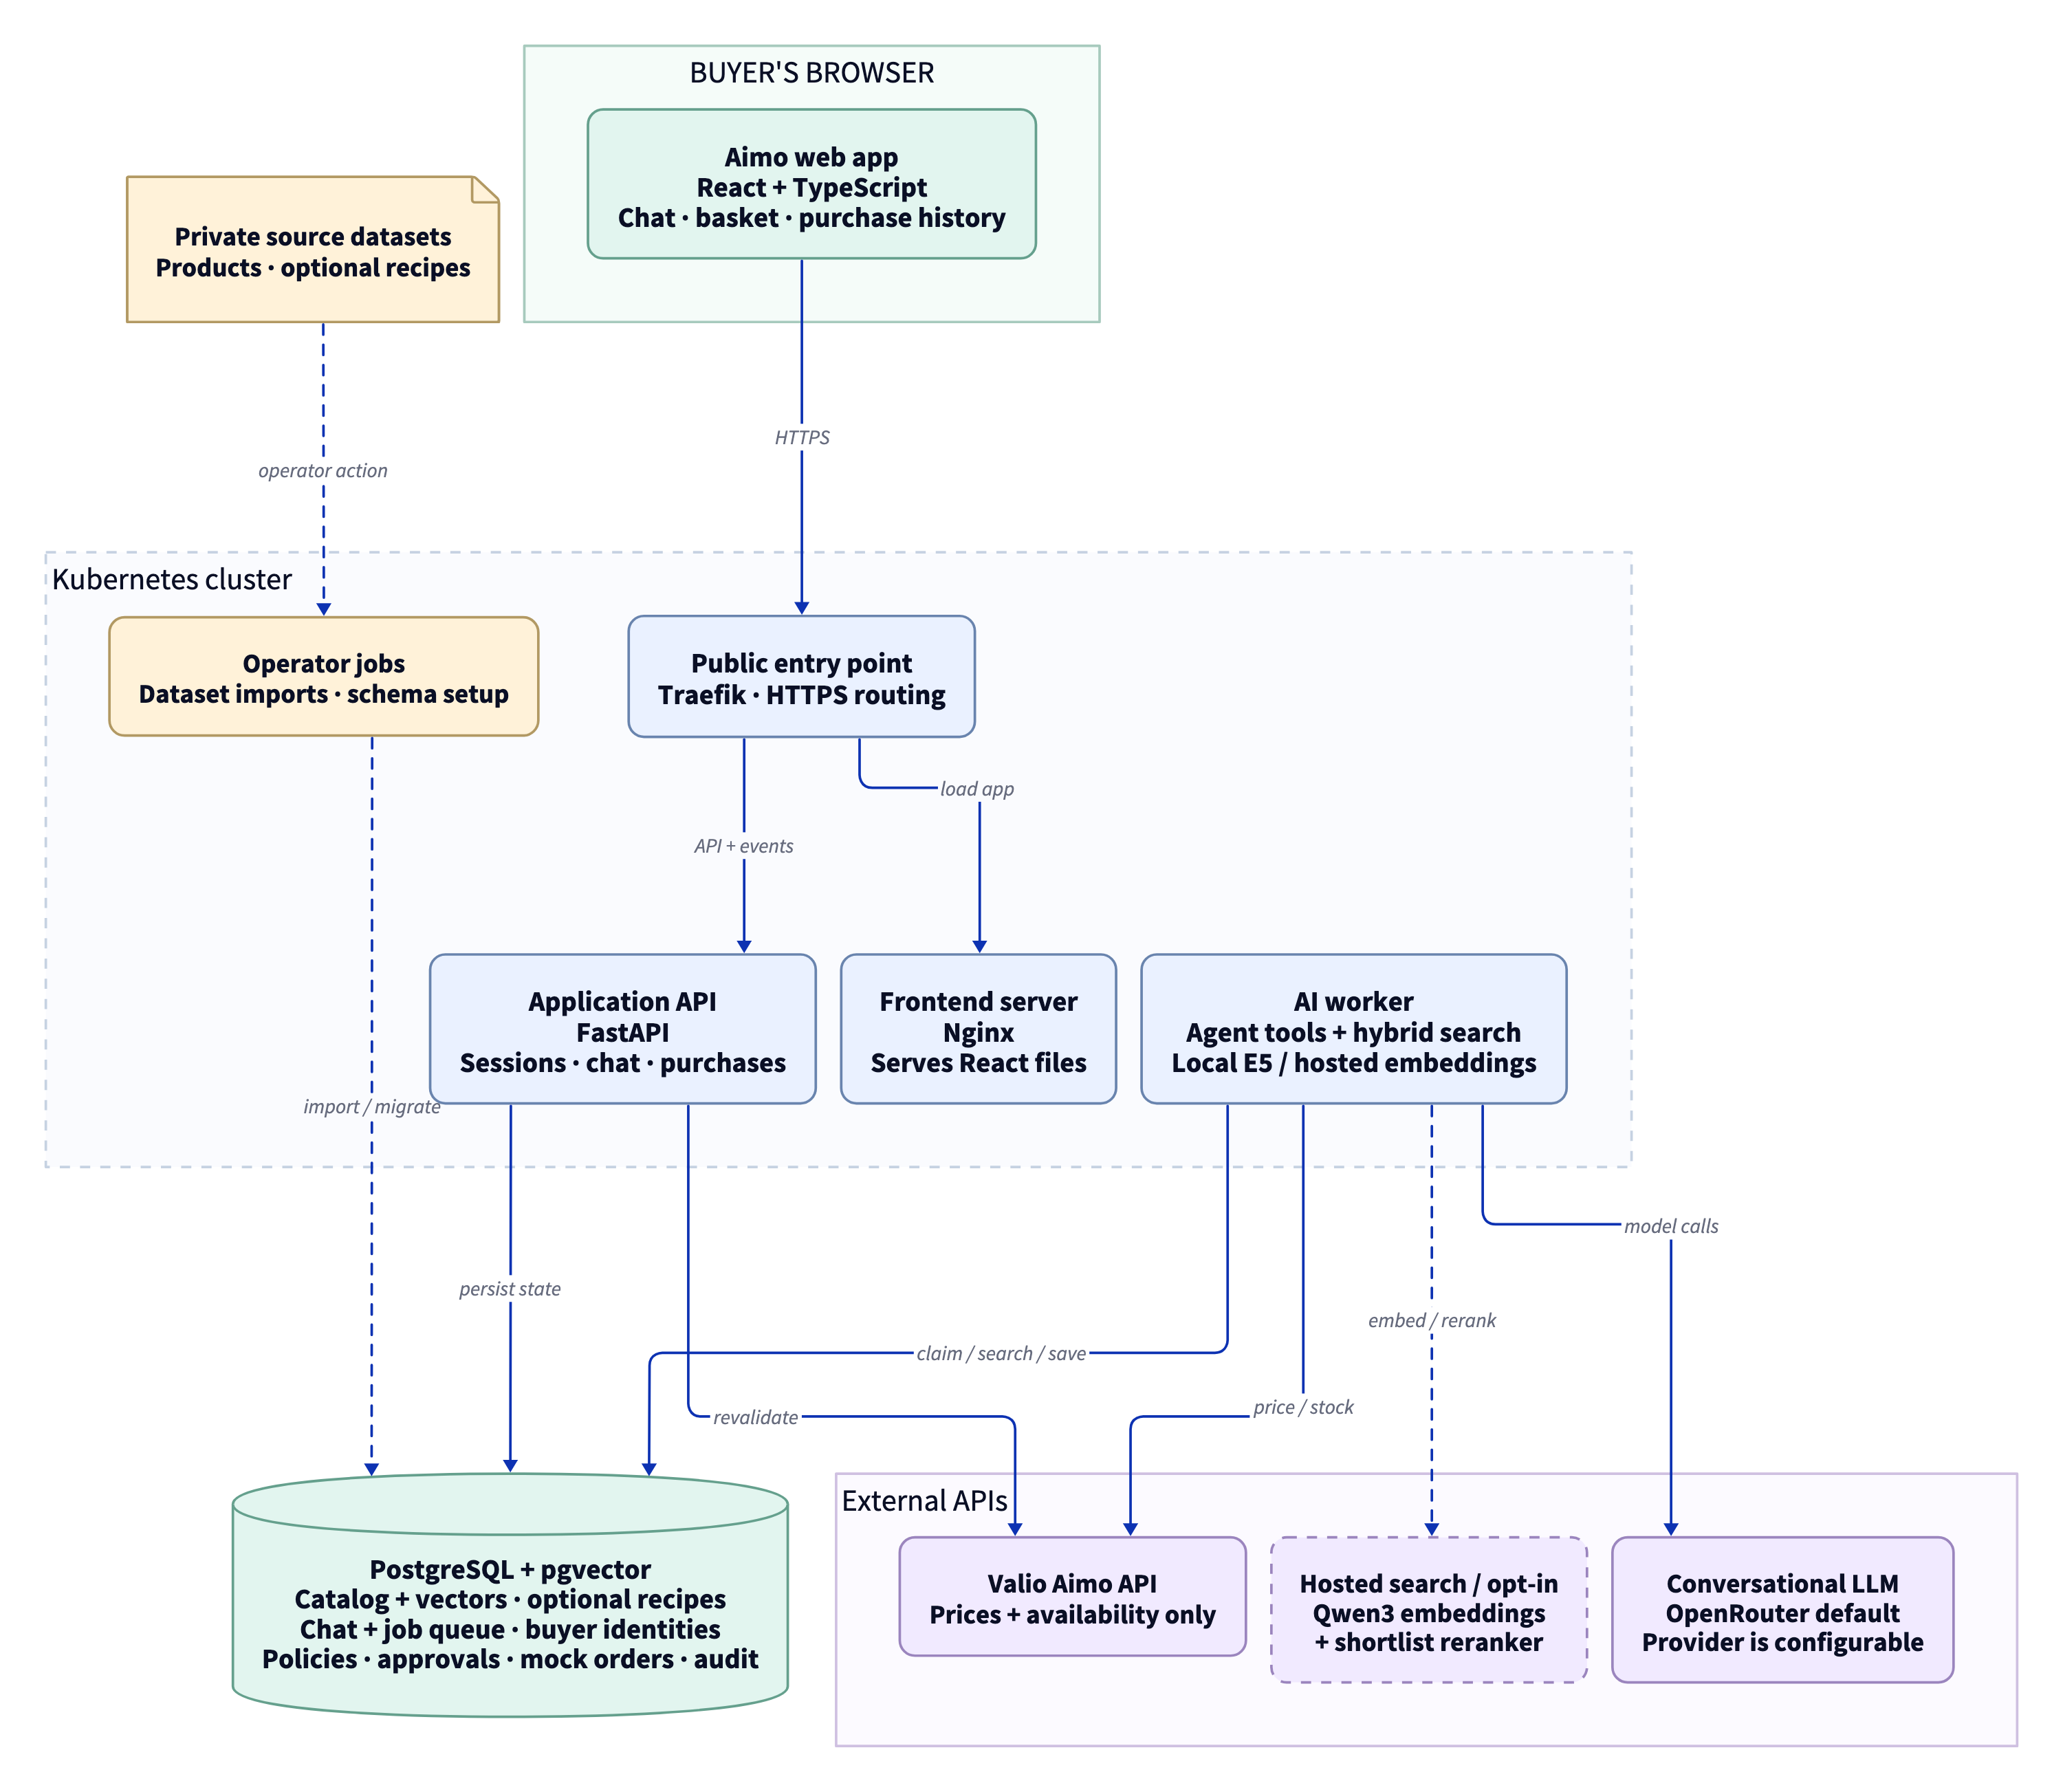 BUYER'S BROWSER
Aimo web app
React + TypeScript
Chat · basket · purchase history
Private source datasets
Products · optional recipes
HTTPS
operator action
Kubernetes cluster
Operator jobs
Dataset imports · schema setup
Public entry point
Traefik · HTTPS routing
load app
API + events
Application API
FastAPI
Sessions · chat · purchases
Frontend server
Nginx
Serves React files
AI worker
Agent tools + hybrid search
Local E5 / hosted embeddings
import / migrate
model calls
persist state
embed / rerank
claim / search / save
price / stock
revalidate
PostgreSQL + pgvector
Catalog + vectors · optional recipes
Chat + job queue · buyer identities
Policies · approvals · mock orders · audit
External APIs
Valio Aimo API
Prices + availability only
Hosted search / opt-in
Qwen3 embeddings
+ shortlist reranker
Conversational LLM
OpenRouter default
Provider is configurable